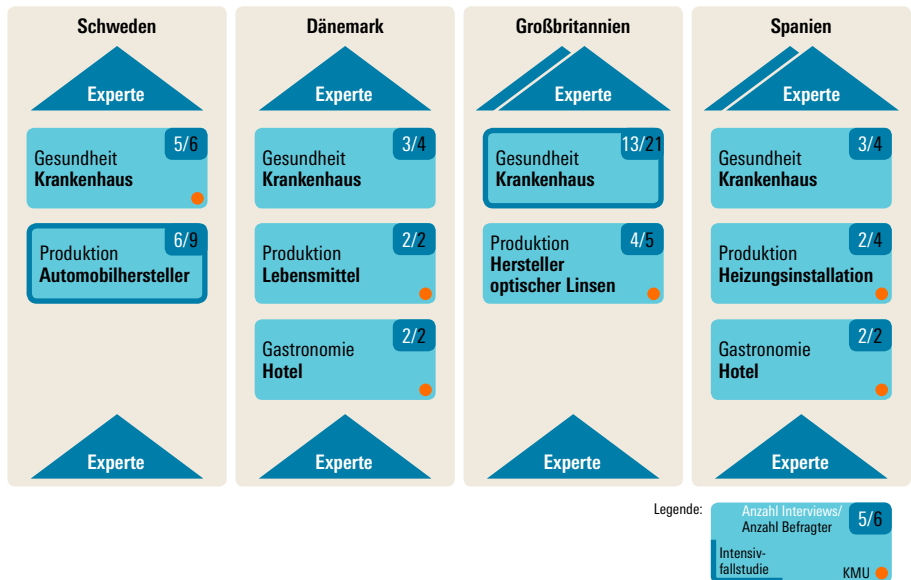 Schweden
Experte
5/6
Gesundheit
Krankenhaus
6/9
Produktion
Automobilhersteller
Experte
Dänemark
Experte
3/4
Gesundheit
Krankenhaus
2/2
Produktion
Lebensmittel
2/2
Gastronomie
Hotel
Experte
Großbritannien
Experte
13/21
Gesundheit
Krankenhaus
4/5
Produktion
Hersteller
optischer Linsen
Experte
Spanien
Experte
3/4
Gesundheit
Krankenhaus
2/4
Produktion
Heizungsinstallation
2/2
Gastronomie
Hotel
Experte
Legende:
Anzahl Interviews/
Anzahl Befragter
5/6
Intensiv-
fallstudie
KMU